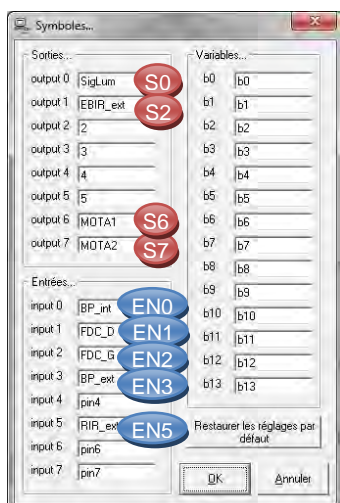 Symboles...
Sorties...
output 0 SigLum S0
output 1 EBIR_ext S2
output 2 2
output 3 3
output 4 4
output 5 5
output 6 MOTA1 S6
output 7 MOTA2 S7
Entrées...
input 0 BP_int EN0
input 1 FDC_D EN1
input 2 FDC_G EN2
input 3 BP_ext EN3
input 4 pin4
input 5 RIR_ext EN5
input 6 pin6
input 7 pin7
Variables...
b0 b0
b1 b1
b2 b2
b3 b3
b4 b4
b5 b5
b6 b6
b7 b7
b8 b8
b9 b9
b10 b10
b11 b11
b12 b12
b13 b13
Restaurer les réglages par
défaut
OK Annuler